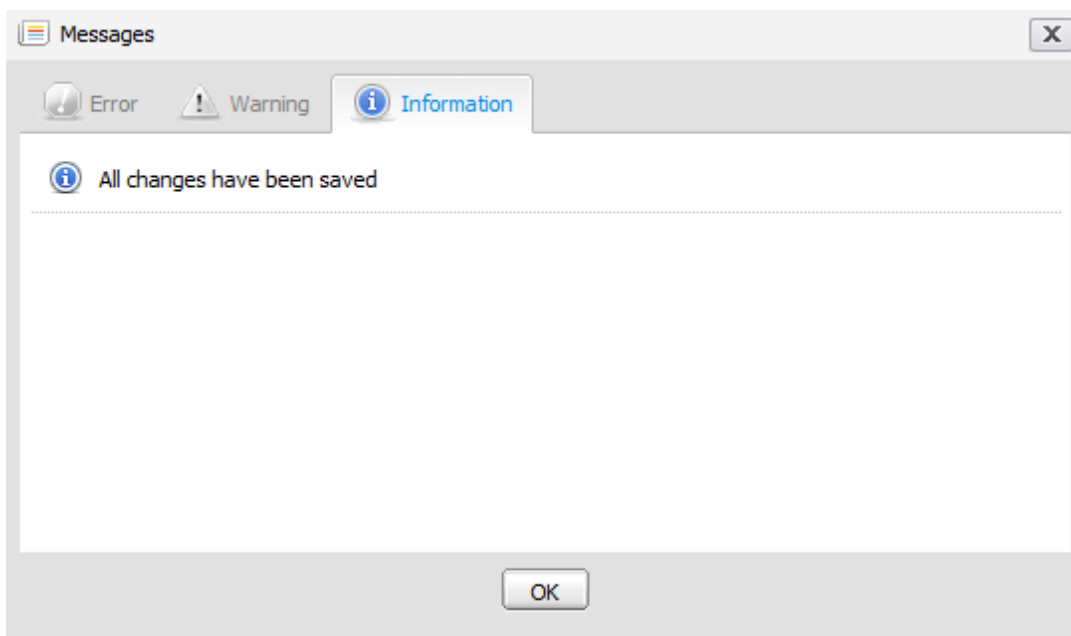 Messages
X
Error Warning Information
All changes have been saved
OK